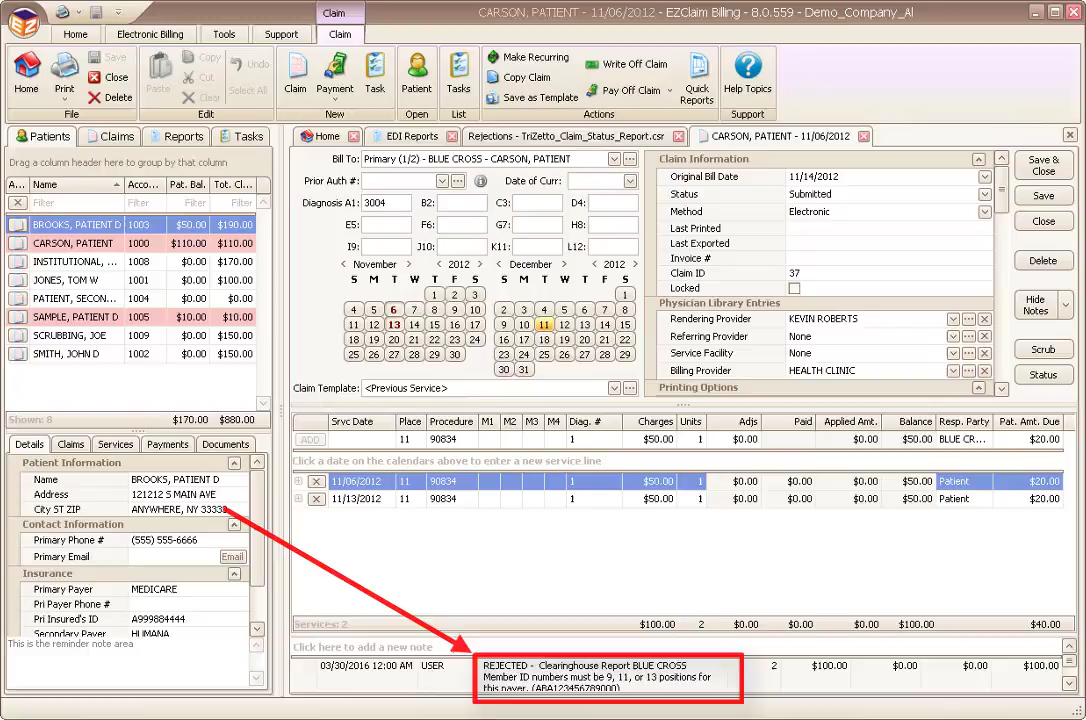 Claim
CARSON, PATIENT - 11/06/2012 - EZClaim Billing - 8.0.559 - Demo_Company_Al
EZ
Home Electronic Billing Tools Support Claim
Home Print Save Close Delete File
Paste Copy Cut Clear Undo Select All Edit
Claim Payment Task New
Patient Open
Tasks List
Make Recurring Copy Claim Save as Template Write Off Claim Pay Off Claim Quick Reports Actions
Help Topics Support
Patients Claims Reports Tasks
Drag a column header here to group by that column
A... Name Acco... Pat. Bal. Tot. Cl...
Filter Filter Filter Filter
BROOKS, PATIENT D 1003 $50.00 $190.00
CARSON, PATIENT 1000 $110.00 $110.00
INSTITUTIONAL, ... 1008 $0.00 $170.00
JONES, TOM W 1001 $0.00 $100.00
PATIENT, SECON... 1004 $0.00 $0.00
SAMPLE, PATIENT D 1005 $10.00 $10.00
SCRUBBING, JOE 1009 $0.00 $150.00
SMITH, JOHN D 1002 $0.00 $150.00
Shown: 8 $170.00 $880.00
Details Claims Services Payments Documents
Patient Information
Name BROOKS, PATIENT D
Address 121212 S MAIN AVE
City ST ZIP ANYWHERE, NY 33333
Contact Information
Primary Phone # (555) 555-6666
Primary Email Email
Insurance
Primary Payer MEDICARE
Pri Payer Phone #
Pri Insured's ID A999884444
Secondary Payer HUMANA
This is the reminder note area
Home EDI Reports Rejections - TriZetto_Claim_Status_Report.csr CARSON, PATIENT - 11/06/2012
Bill To: Primary (1/2) - BLUE CROSS - CARSON, PATIENT
Prior Auth #: Date of Curr:
Diagnosis A1: 3004 B2: C3: D4:
E5: F6: G7: H8:
I9: J10: K11: L12:
< November > < 2012 > < December > < 2012 >
S M T W T F S S M T W T F S
1 2 3 1
4 5 6 7 8 9 10 2 3 4 5 6 7 8
11 12 13 14 15 16 17 9 10 11 12 13 14 15
18 19 20 21 22 23 24 16 17 18 19 20 21 22
25 26 27 28 29 30 23 24 25 26 27 28 29
30 31
Claim Template: <Previous Service>
Claim Information
Original Bill Date 11/14/2012
Status Submitted
Method Electronic
Last Printed
Last Exported
Invoice #
Claim ID 37
Locked
Physician Library Entries
Rendering Provider KEVIN ROBERTS
Referring Provider None
Service Facility None
Billing Provider HEALTH CLINIC
Printing Options
Save & Close
Save
Close
Delete
Hide Notes
Scrub
Status
Srvc Date Place Procedure M1 M2 M3 M4 Diag. # Charges Units Adjs Paid Applied Amt. Balance Resp. Party Pat. Amt. Due
ADD 11 90834 1 $50.00 1 $0.00 $0.00 $50.00 BLUE CR... $20.00
Click a date on the calendars above to enter a new service line
11/06/2012 11 90834 1 $50.00 1 $0.00 $0.00 $0.00 $50.00 Patient $20.00
11/13/2012 11 90834 1 $50.00 1 $0.00 $0.00 $0.00 $50.00 Patient $20.00
Services: 2 $100.00 2 $0.00 $0.00 $0.00 $100.00 $40.00
Click here to add a new note
03/30/2016 12:00 AM USER REJECTED - Clearinghouse Report BLUE CROSS 2 $100.00 $0.00 $0.00 $0.00
Member ID numbers must be 9, 11, or 13 positions for
this payer. (ABA123456789000)